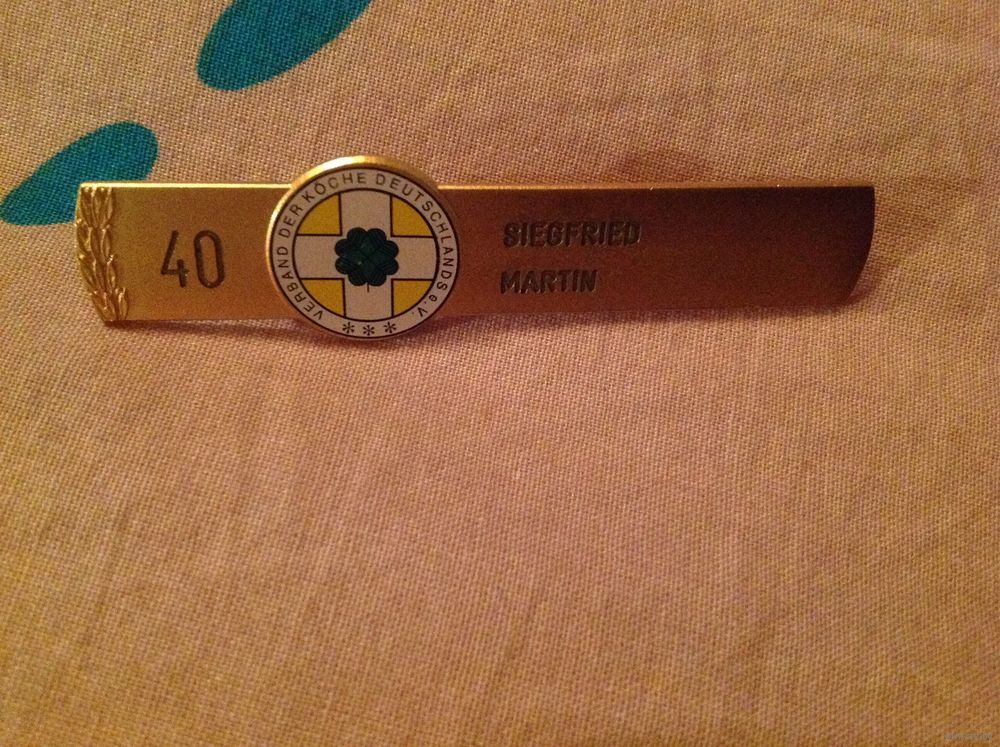 40
VERBAND DER KÖCHE DEUTSCHLANDS e.V.
***
SIEGFRIED
MARTIN